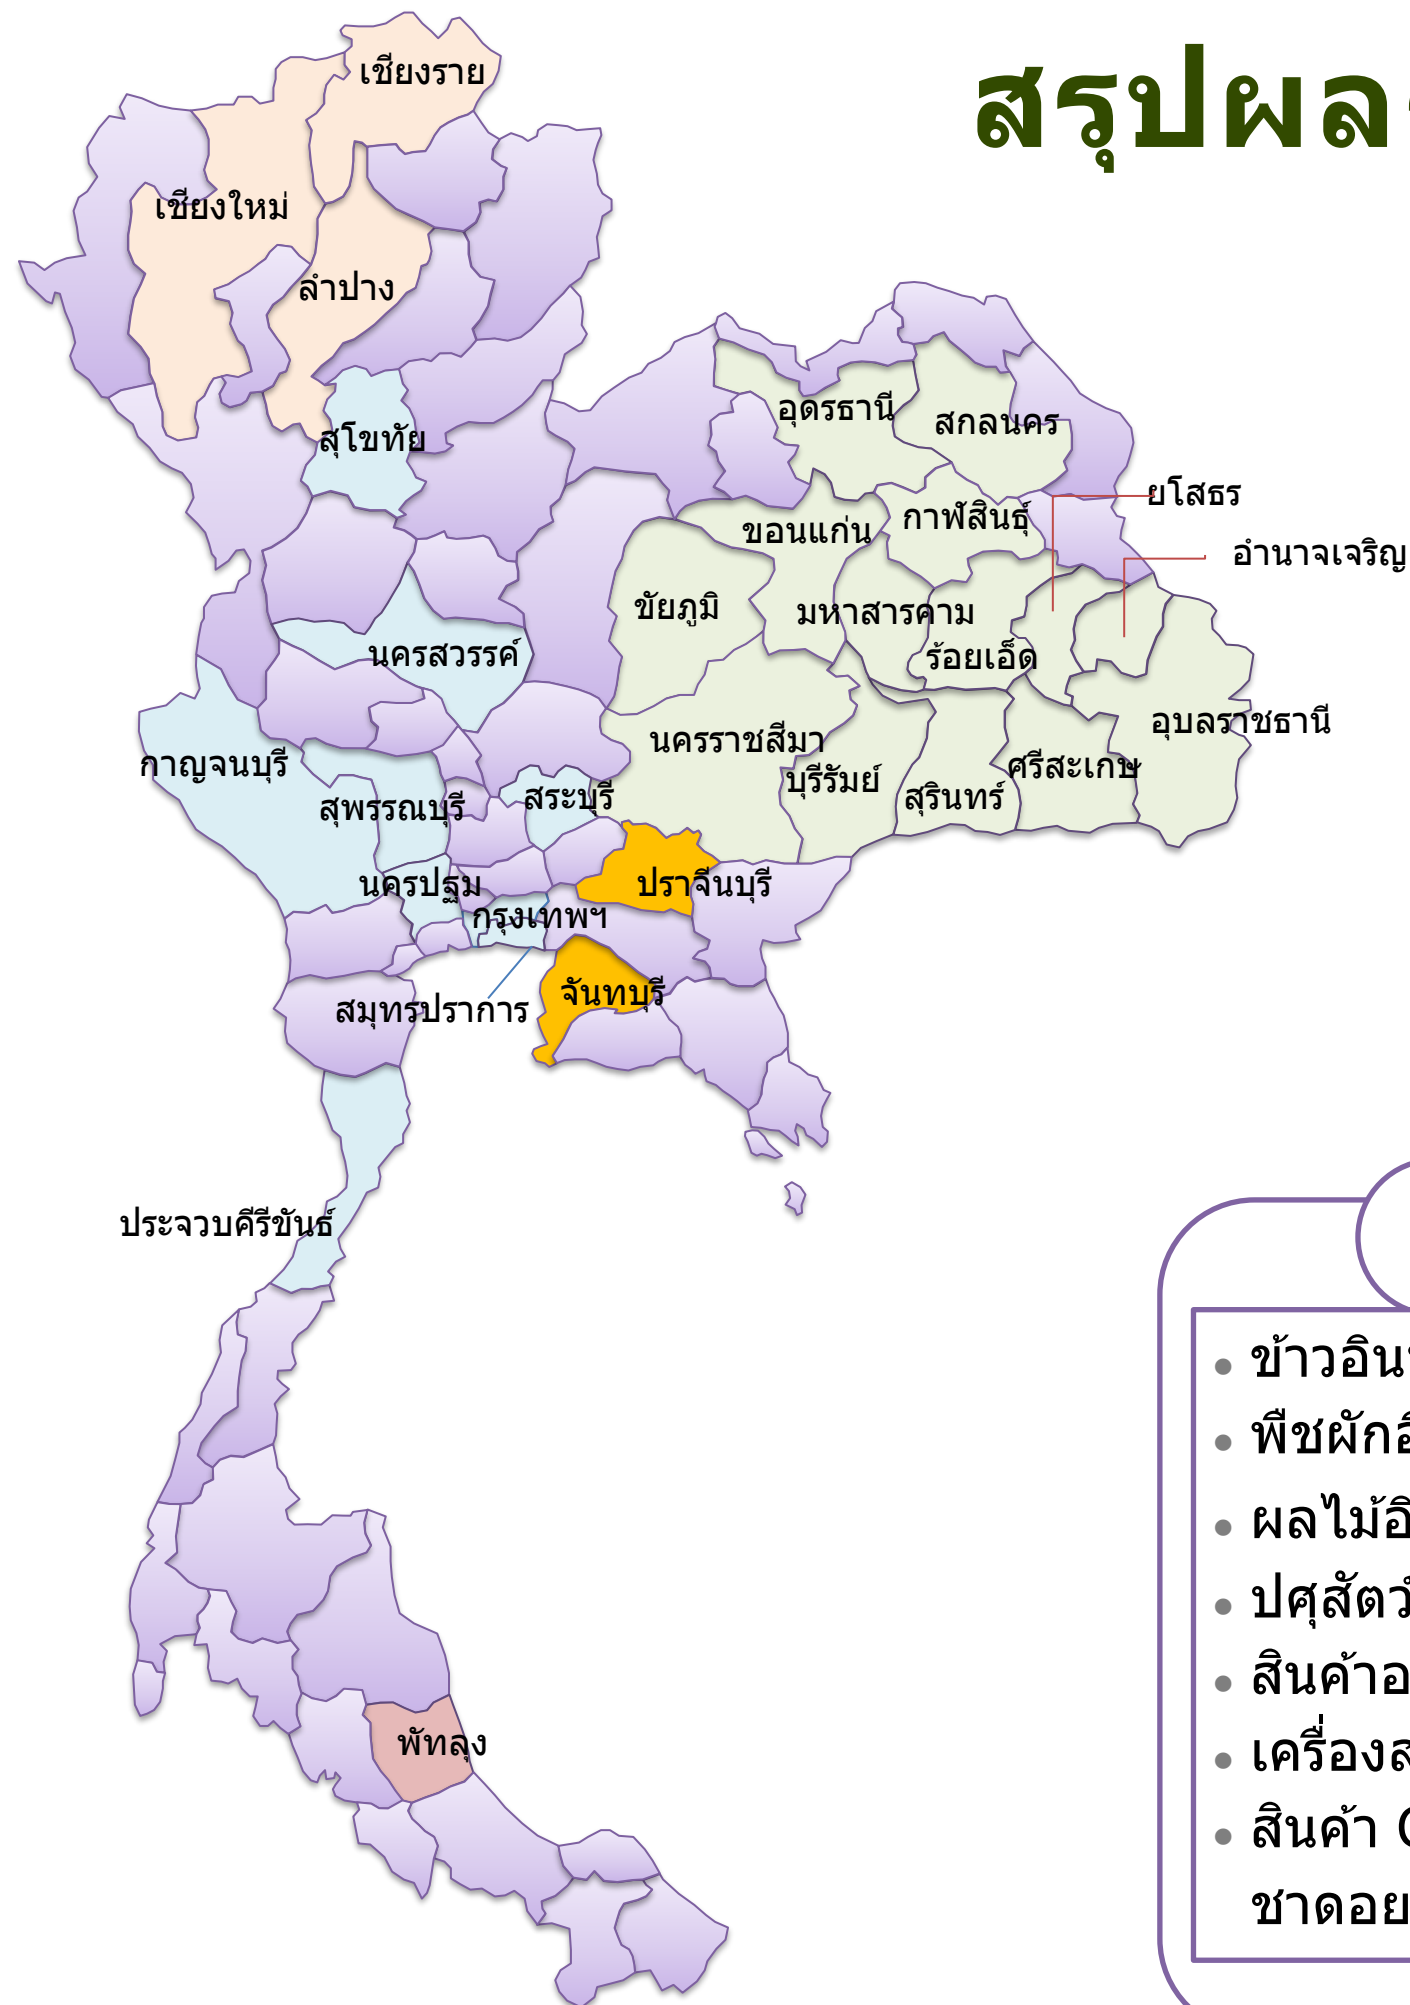 สรุปผล
เชียงราย
เชียงใหม่
ลำปาง
สุโขทัย
อุดรธานี
สกลนคร
ยโสธร
กาฬสินธุ์
ขอนแก่น
อำนาจเจริญ
ขัยภูมิ
มหาสารคาม
นครสวรรค์
ร้อยเอ็ด
อุบลราชธานี
นครราชสีมา
กาญจนบุรี
ศรีสะเกษ
บุรีรัมย์
สุพรรณบุรี
สระบุรี
สุรินทร์
นครปฐม
ปราจีนบุรี
กรุงเทพฯ
จันทบุรี
สมุทรปราการ
ประจวบคีรีขันธ์
พัทลุง
ข้าวอิน
พืชผักอิ
ผลไม้อิ
ปศุสัตว์
สินค้าอ
เครื่องส
สินค้า
ชาดอย